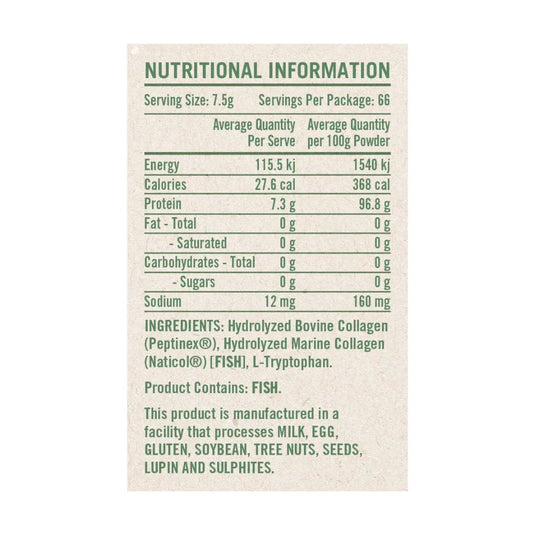 NUTRITIONAL INFORMATION
Serving Size: 7.5g Servings Per Package: 66
Average Quantity Per Serve Average Quantity per 100g Powder
Energy 115.5 kj 1540 kj
Calories 27.6 cal 368 cal
Protein 7.3 g 96.8 g
Fat - Total 0 g 0 g
- Saturated 0 g 0 g
Carbohydrates - Total 0 g 0 g
- Sugars 0 g 0 g
Sodium 12 mg 160 mg
INGREDIENTS: Hydrolyzed Bovine Collagen
(Peptinex®), Hydrolyzed Marine Collagen
(Naticol®) [FISH], L-Tryptophan.
Product Contains: FISH.
This product is manufactured in a
facility that processes MILK, EGG,
GLUTEN, SOYBEAN, TREE NUTS, SEEDS,
LUPIN AND SULPHITES.